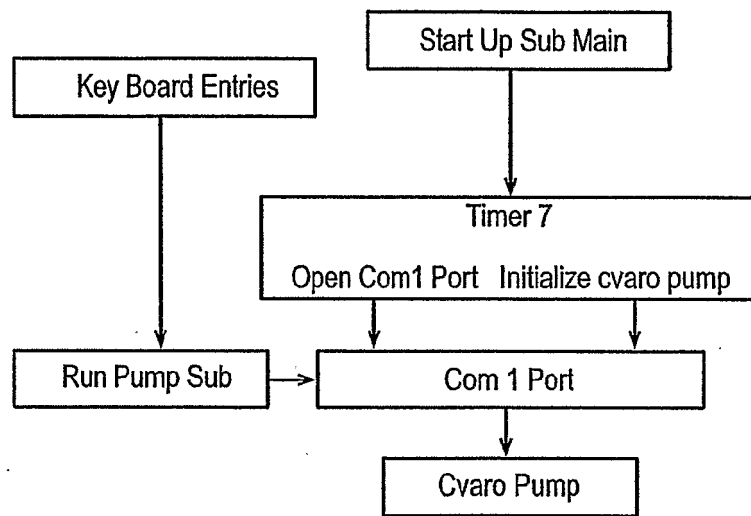 Start Up Sub Main
Key Board Entries
Timer 7
Open Com1 Port Initialize cvaro pump
Run Pump Sub
Com 1 Port
Cvaro Pump